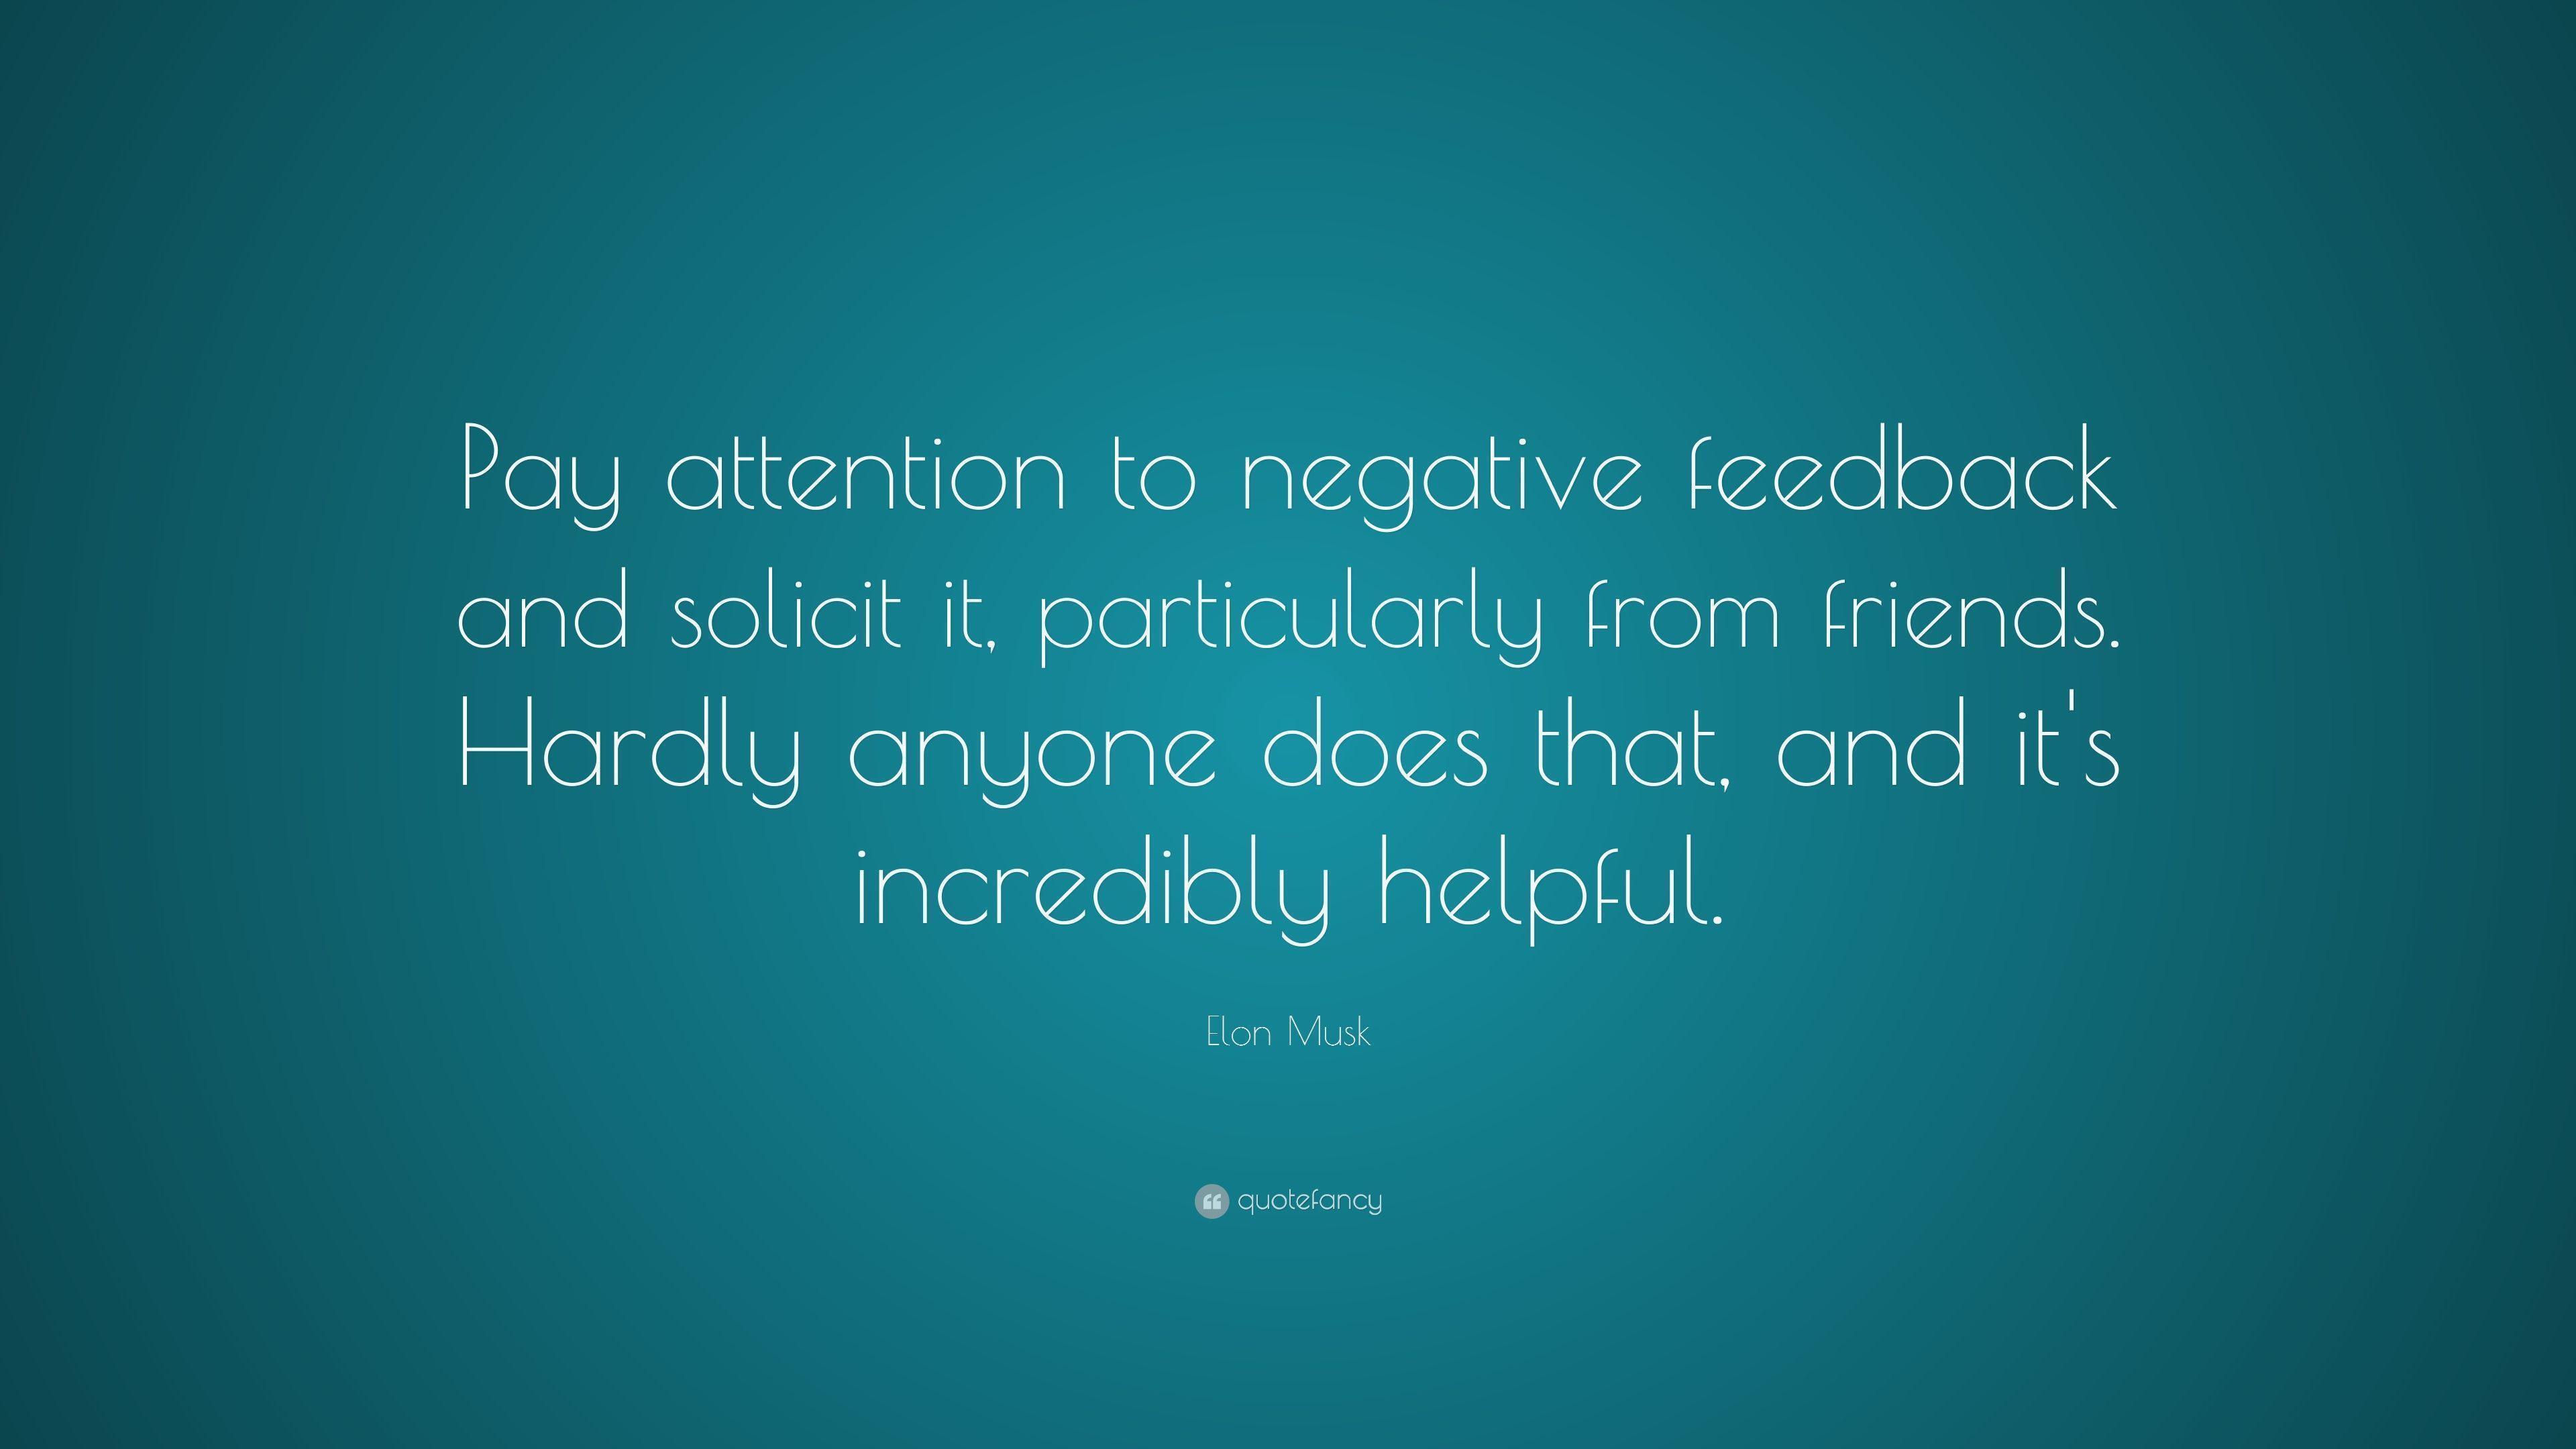 Pay attention to negative feedback
and solicit it, particularly from friends.
Hardly anyone does that, and it's
incredibly helpful.
Elon Musk
quotefancy